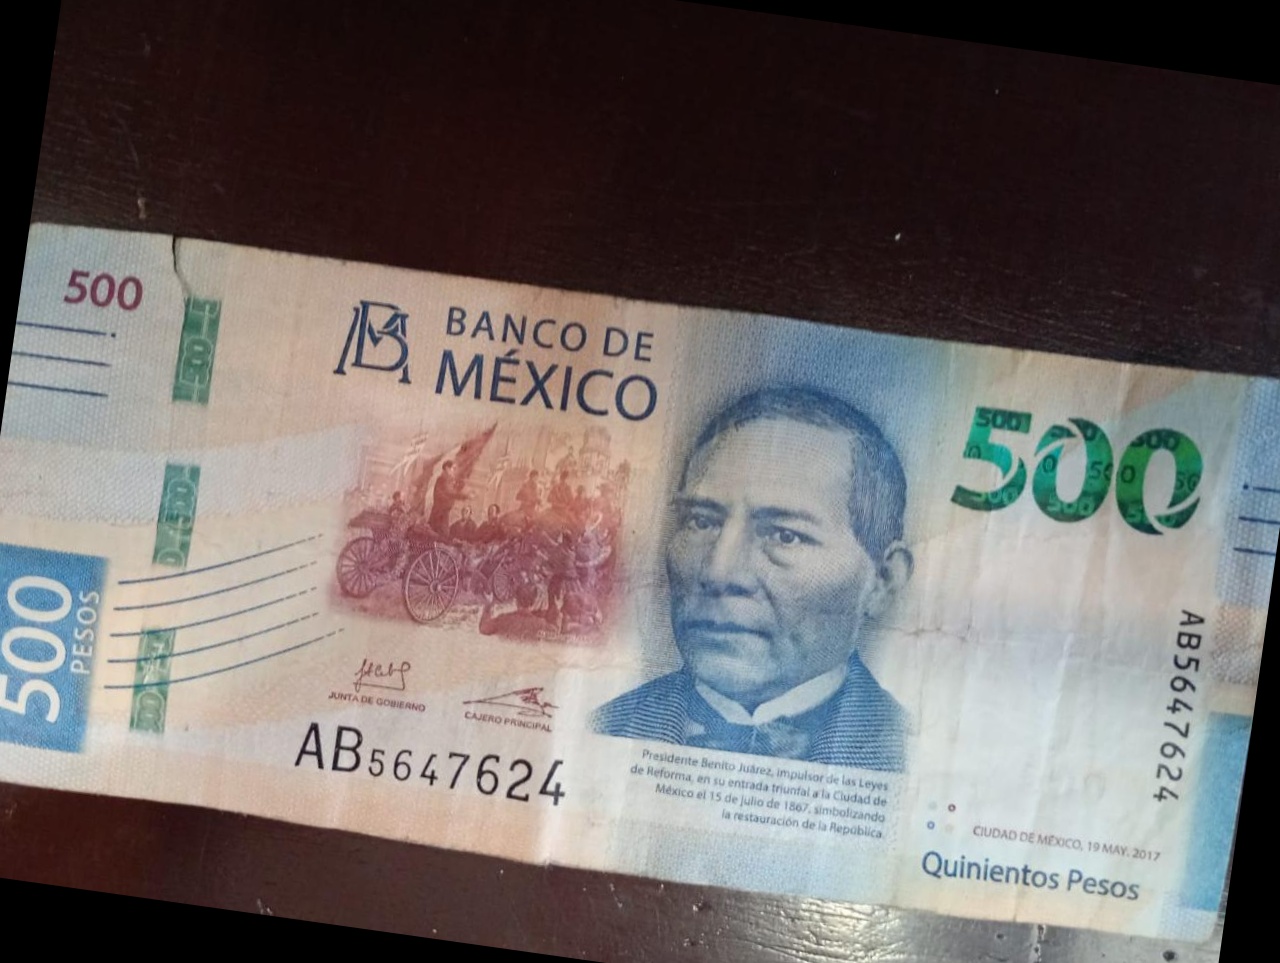 500
BANCO DE
MÉXICO
500
500
PESOS
JUNTA DE GOBIERNO
CAJERO PRINCIPAL
AB5647624
AB5647624
Presidente Benito Juárez, impulsor de las Leyes
de Reforma, en su entrada triunfal a la Ciudad de
México el 15 de julio de 1867, simbolizando
la restauración de la República.
CIUDAD DE MÉXICO, 19 MAY. 2017
Quinientos Pesos